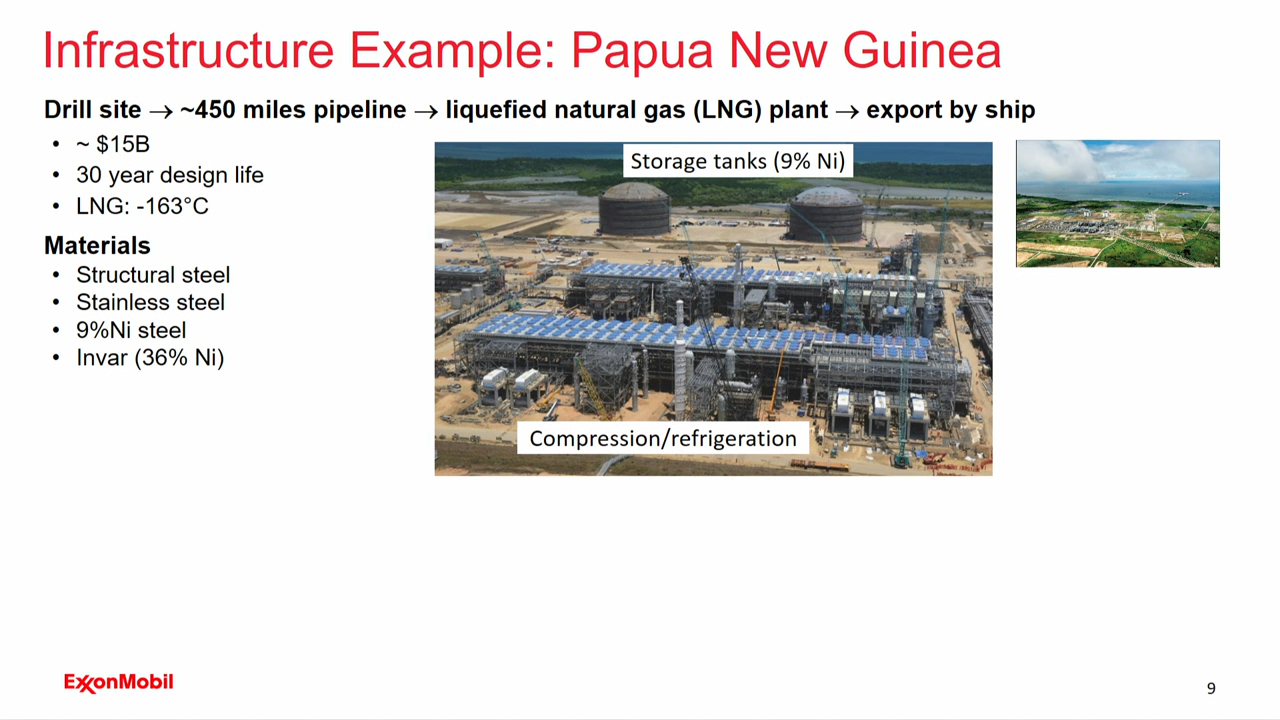 Infrastructure Example: Papua New Guinea
Drill site → ~450 miles pipeline → liquefied natural gas (LNG) plant → export by ship
• ~ $15B
• 30 year design life
• LNG: -163°C
Materials
• Structural steel
• Stainless steel
• 9%Ni steel
• Invar (36% Ni)
Storage tanks (9% Ni)
Compression/refrigeration
ExxonMobil
9